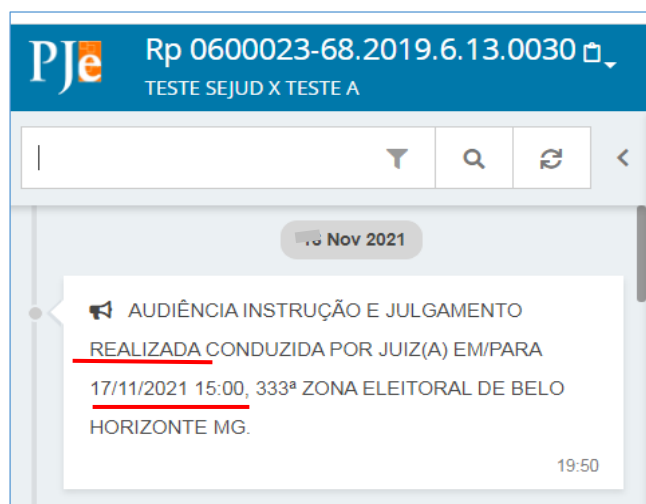 PJe Rp 0600023-68.2019.6.13.0030
TESTE SEJUD X TESTE A
Nov 2021
AUDIÊNCIA INSTRUÇÃO E JULGAMENTO
REALIZADA CONDUZIDA POR JUIZ(A) EM/PARA
17/11/2021 15:00, 333ª ZONA ELEITORAL DE BELO
HORIZONTE MG.
19:50